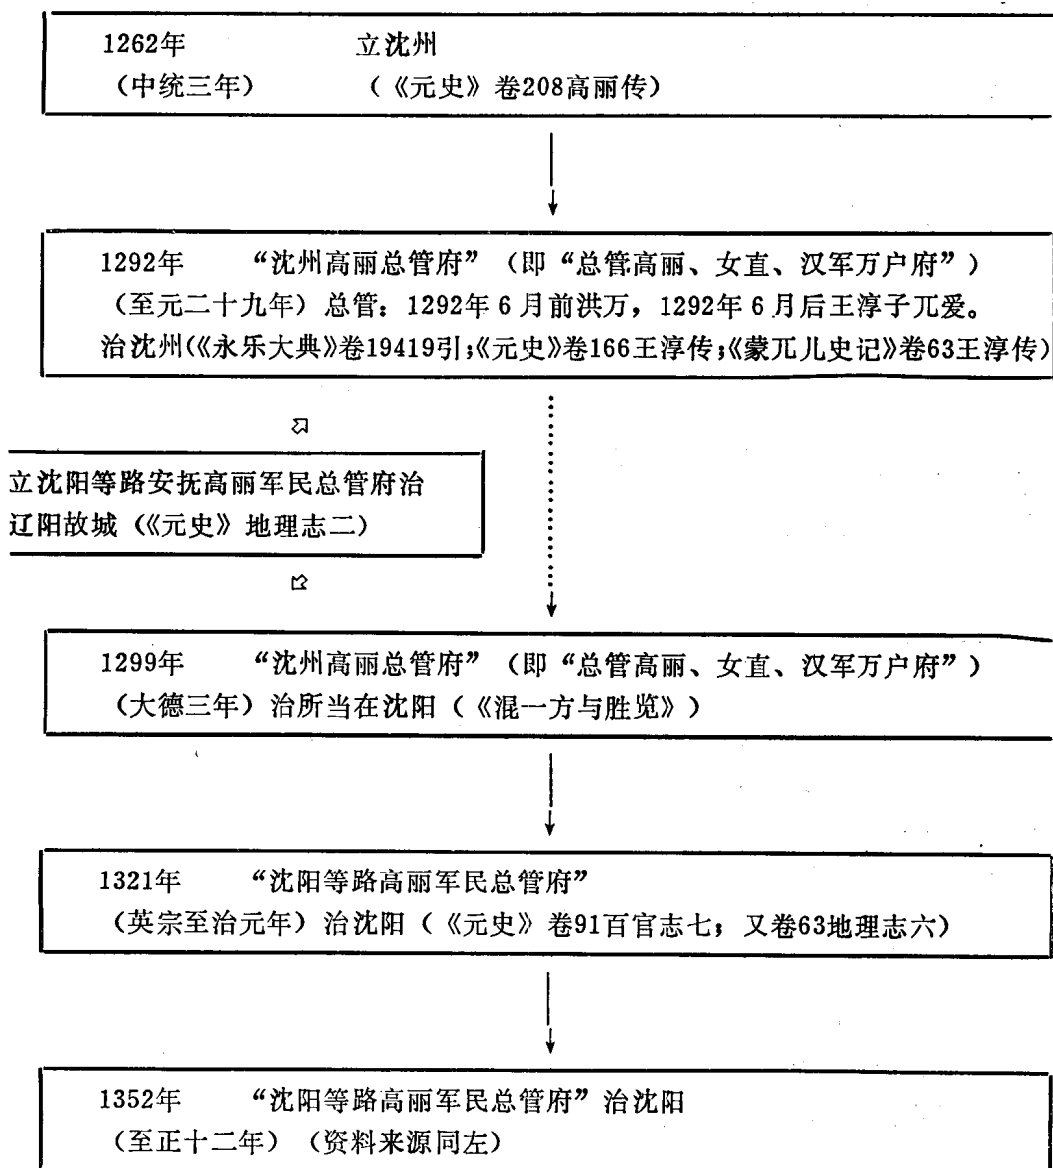 1262年 立沈州
（中统三年） （《元史》卷208高丽传）
1292年 “沈州高丽总管府”（即“总管高丽、女直、汉军万户府”）
（至元二十九年）总管：1292年6月前洪万，1292年6月后王淳子兀爱。
治沈州（《永乐大典》卷19419引；《元史》卷166王淳传；《蒙兀儿史记》卷63王淳传）
立沈阳等路安抚高丽军民总管府治
辽阳故城（《元史》地理志二）
1299年 “沈州高丽总管府”（即“总管高丽、女直、汉军万户府”）
（大德三年）治所当在沈阳（《混一方与胜览》）
1321年 “沈阳等路高丽军民总管府”
（英宗至治元年）治沈阳（《元史》卷91百官志七；又卷63地理志六）
1352年 “沈阳等路高丽军民总管府”治沈阳
（至正十二年）（资料来源同左）